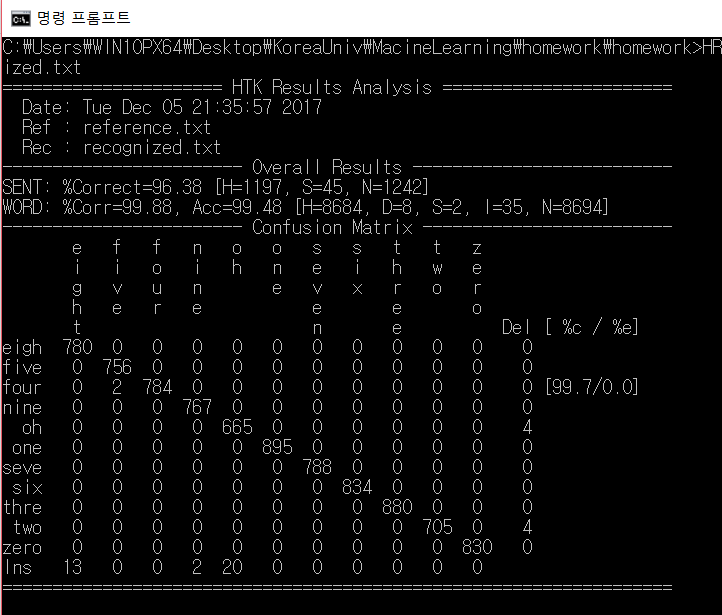 명령 프롬프트
C:\Users\WIN10PX64\Desktop\KoreaUniv\MacineLearning\homework\homework>HR
ized.txt
====================== HTK Results Analysis =======================
  Date: Tue Dec 05 21:35:57 2017
  Ref : reference.txt
  Rec : recognized.txt
------------------------ Overall Results --------------------------
SENT: %Correct=96.38 [H=1197, S=45, N=1242]
WORD: %Corr=99.88, Acc=99.48 [H=8684, D=8, S=2, I=35, N=8694]
------------------------ Confusion Matrix -------------------------
       e   f   f   n   o   o   s   s   t   t   z
       i   i   o   i   h   n   e   i   h   w   e
       g   v   u   n       e   v   x   r   o   r
       h   e   r   e           e       e       o
       t                       n       e          Del [ %c / %e]
eigh  780   0   0   0   0   0   0   0   0   0   0    0
five   0  756   0   0   0   0   0   0   0   0   0    0
four   0   2  784   0   0   0   0   0   0   0   0    0 [99.7/0.0]
nine   0   0   0  767   0   0   0   0   0   0   0    0
  oh   0   0   0   0  665   0   0   0   0   0   0    4
 one   0   0   0   0   0  895   0   0   0   0   0    0
seve   0   0   0   0   0   0  788   0   0   0   0    0
 six   0   0   0   0   0   0   0  834   0   0   0    0
thre   0   0   0   0   0   0   0   0  880   0   0    0
 two   0   0   0   0   0   0   0   0   0  705   0    4
zero   0   0   0   0   0   0   0   0   0   0  830    0
Ins   13   0   0   2  20   0   0   0   0   0   0
===================================================================